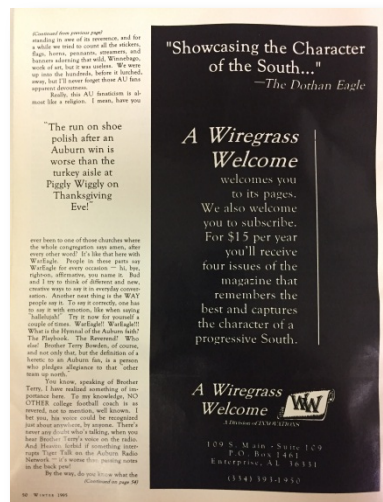 (Continued from previous page)
standing in awe of its reverence, and for
a while we tried to count all the stickers,
flags, horns, pennants, streamers, and
banners adorning that wild, Winnebago,
work of art, but it was useless. We were
up into the hundreds, before it lurched,
away, but I'll never forget those AU fans
apparent devoutness.
Really, this AU fanaticism is al-
most like a religion. I mean, have you
"The run on shoe
polish after an
Auburn win is
worse than the
turkey aisle at
Piggly Wiggly on
Thanksgiving
Eve!"
ever been to one of those churches where
the whole congregation says amen, after
every other word? It's like that here with
WarEagle. People in these parts say
WarEagle for every occasion — hi, bye,
right-on, affirmative, you name it. Bud
and I try to think of different and new,
creative ways to say it in everyday conver-
sation. Another neat thing is the WAY
people say it. To say it correctly, one has
to say it with emotion, like when saying
"hallelujah!" Try it now for yourself a
couple of times. WarEagle!! WarEagle!!!
What is the Hymnal of the Auburn faith?
The Playbook. The Reverend? Who
else? Brother Terry Bowden, of course,
and not only that, but the definition of a
heretic to an Auburn fan, is a person
who pledges allegiance to that other
team up north.
You know, speaking of Brother
Terry, I have realized something of im-
portance here. To my knowledge, NO
OTHER college football coach is as
revered, not to mention, well known. I
bet you, his voice could be recognized
just about anywhere, by anyone. There's
never any doubt who's talking, when you
hear Brother Terry's voice on the radio.
And Heaven forbid if something inter-
rupts Tiger Talk on the Auburn Radio
Network — it's worse than passing notes
in the back pew!
By the way, do you know what the
(Continued on page 54)
"Showcasing the Character
of the South..."
—The Dothan Eagle
A Wiregrass
Welcome
welcomes you
to its pages.
We also welcome
you to subscribe.
For $15 per year
you'll receive
four issues of the
magazine that
remembers the
best and captures
the character of a
progressive South.
A Wiregrass
Welcome
WW
A Division of
109 S. Main - Suite 109
P.O. Box 1461
Enterprise, AL 36331
(334) 393-1950
Winter 1995